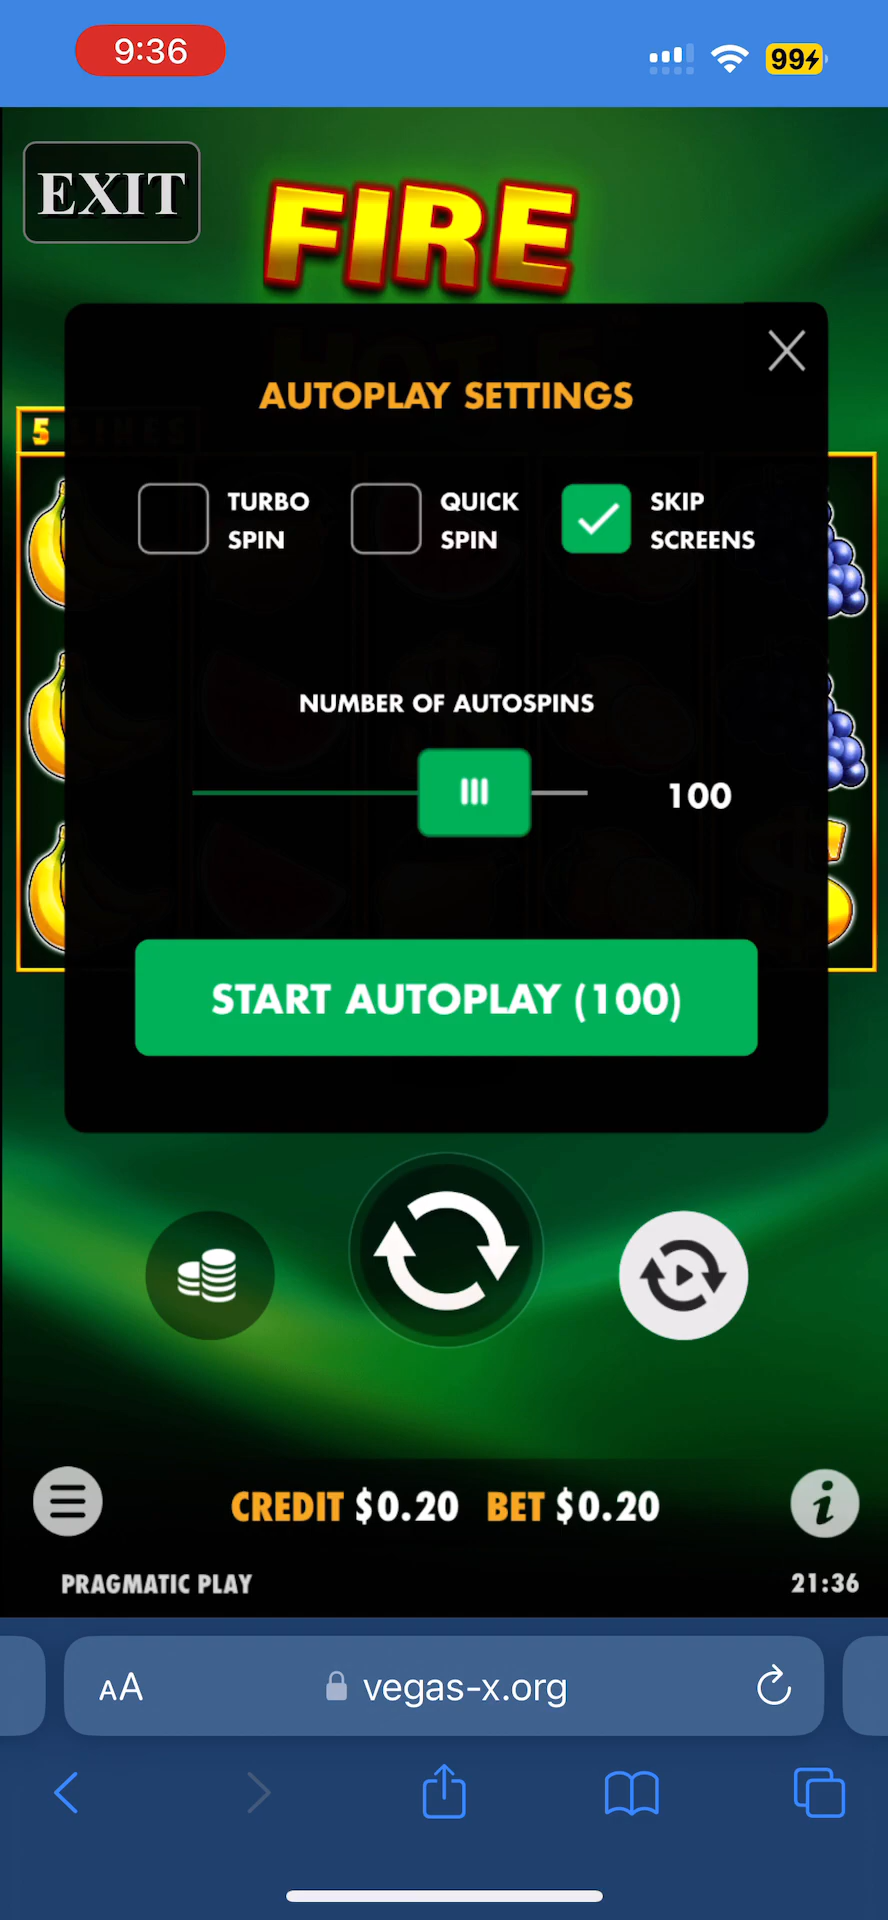 9:36
99
EXIT
FIRE
AUTOPLAY SETTINGS
5 LINES
TURBO SPIN
QUICK SPIN
SKIP SCREENS
NUMBER OF AUTOSPINS
100
START AUTOPLAY (100)
CREDIT $0.20 BET $0.20
PRAGMATIC PLAY
21:36
AA
vegas-x.org